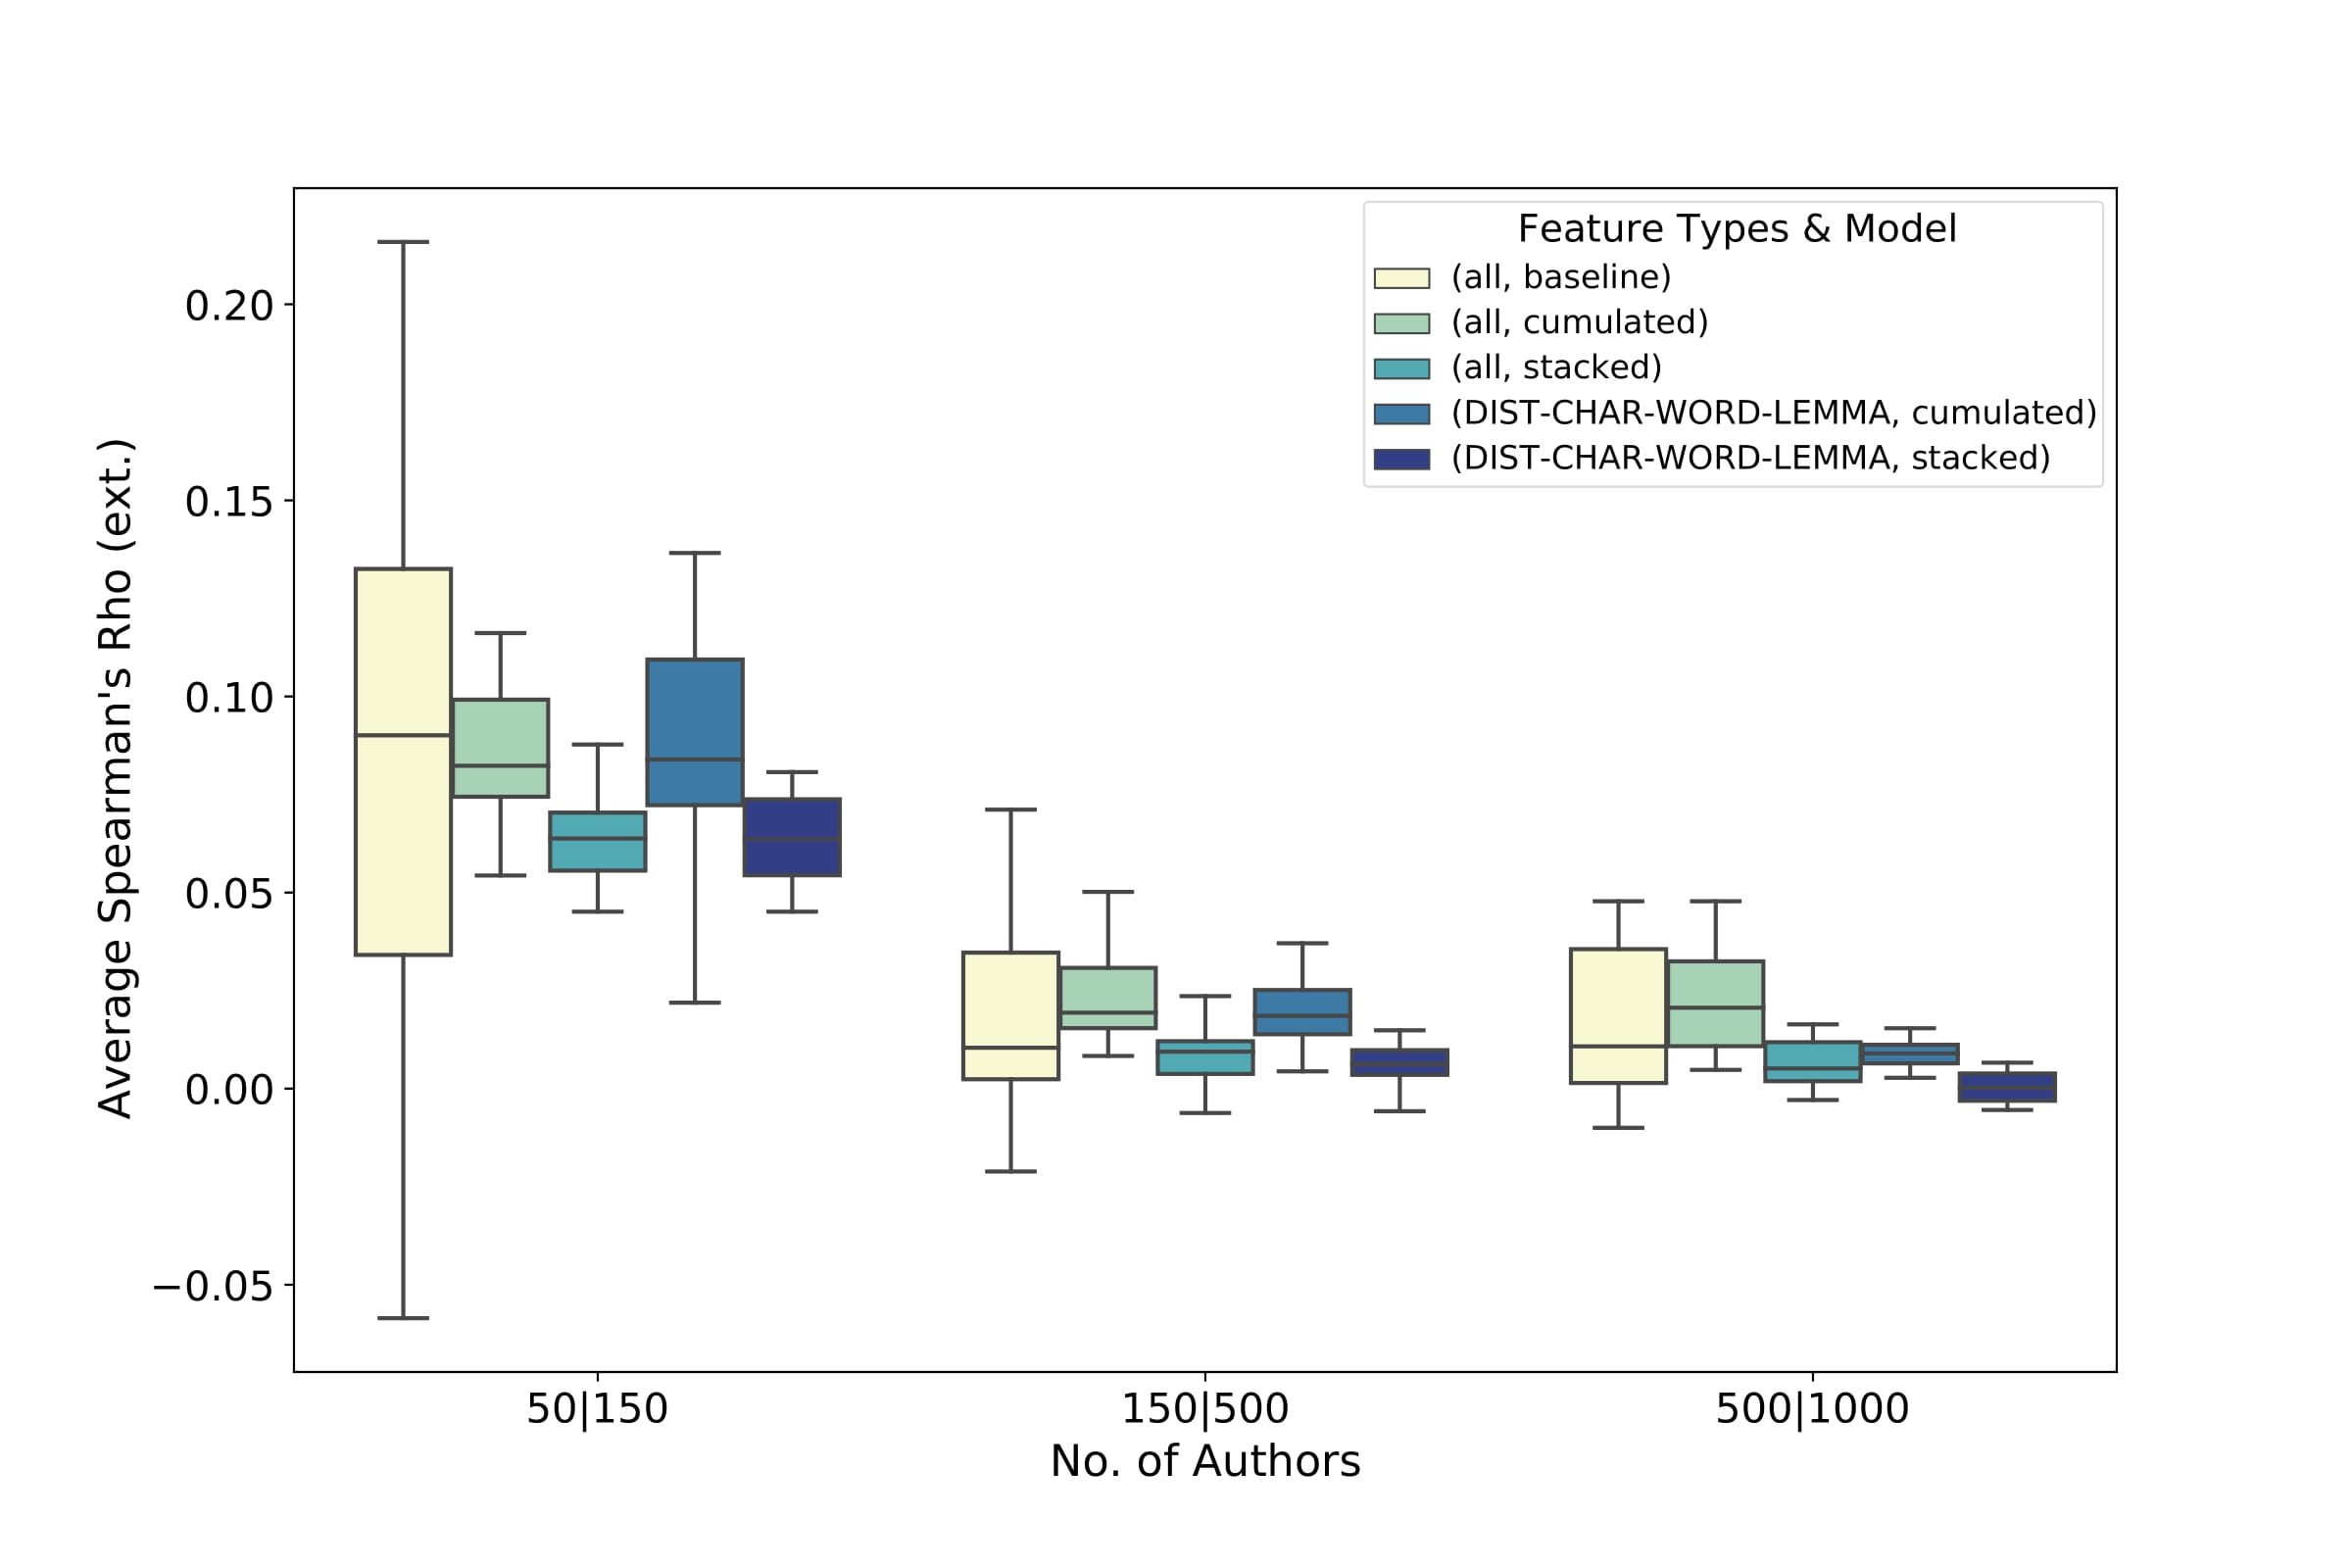 Feature Types & Model
(all, baseline)
(all, cumulated)
(all, stacked)
(DIST-CHAR-WORD-LEMMA, cumulated)
(DIST-CHAR-WORD-LEMMA, stacked)
Average Spearman's Rho (ext.)
0.20
0.15
0.10
0.05
0.00
−0.05
50|150
150|500
500|1000
No. of Authors